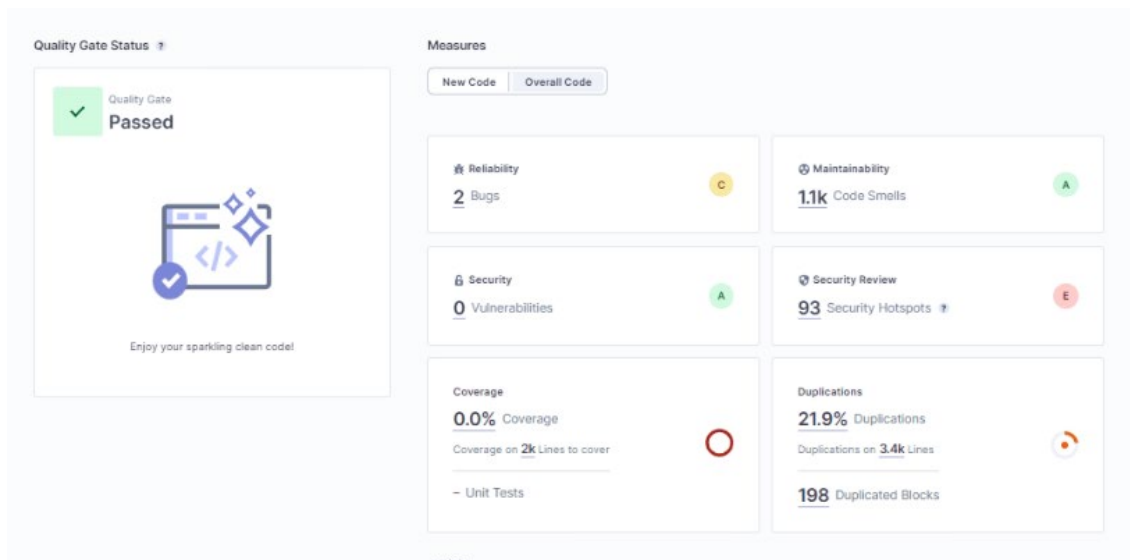 Quality Gate Status ?
Quality Gate
Passed
</>
Enjoy your sparkling clean code!
Measures
New Code Overall Code
Reliability
2 Bugs
C
Maintainability
1.1k Code Smells
A
Security
0 Vulnerabilities
A
Security Review
93 Security Hotspots ?
E
Coverage
0.0% Coverage
Coverage on 2k Lines to cover
– Unit Tests
Duplications
21.9% Duplications
Duplications on 3.4k Lines
198 Duplicated Blocks